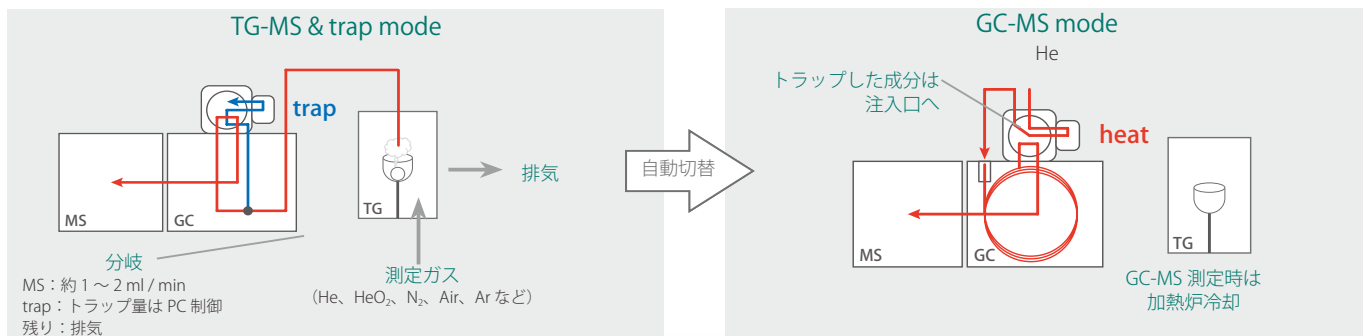 TG-MS & trap mode
trap
MS
GC
TG
排気
分岐
MS：約 1 ～ 2 ml / min
trap：トラップ量は PC 制御
残り：排気
測定ガス
（He、HeO₂、N₂、Air、Ar など）
自動切替
GC-MS mode
He
トラップした成分は
注入口へ
heat
MS
GC
TG
GC-MS 測定時は
加熱炉冷却